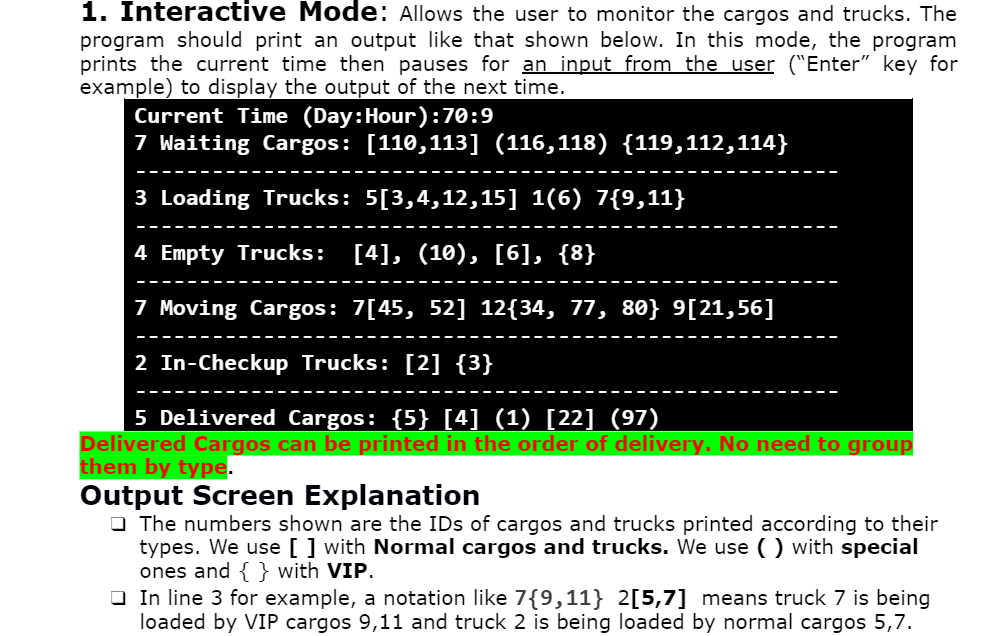 1. Interactive Mode: Allows the user to monitor the cargos and trucks. The
program should print an output like that shown below. In this mode, the program
prints the current time then pauses for an input from the user (“Enter” key for
example) to display the output of the next time.
Current Time (Day:Hour):70:9
7 Waiting Cargos: [110,113] (116,118) {119,112,114}
------------------------------------------------------
3 Loading Trucks: 5[3,4,12,15] 1(6) 7{9,11}
------------------------------------------------------
4 Empty Trucks:  [4], (10), [6], {8}
------------------------------------------------------
7 Moving Cargos: 7[45, 52] 12{34, 77, 80} 9[21,56]
------------------------------------------------------
2 In-Checkup Trucks: [2] {3}
------------------------------------------------------
5 Delivered Cargos: {5} [4] (1) [22] (97)
Delivered Cargos can be printed in the order of delivery. No need to group
them by type.
Output Screen Explanation
❑ The numbers shown are the IDs of cargos and trucks printed according to their
types. We use [ ] with Normal cargos and trucks. We use ( ) with special
ones and { } with VIP.
❑ In line 3 for example, a notation like 7{9,11} 2[5,7] means truck 7 is being
loaded by VIP cargos 9,11 and truck 2 is being loaded by normal cargos 5,7.